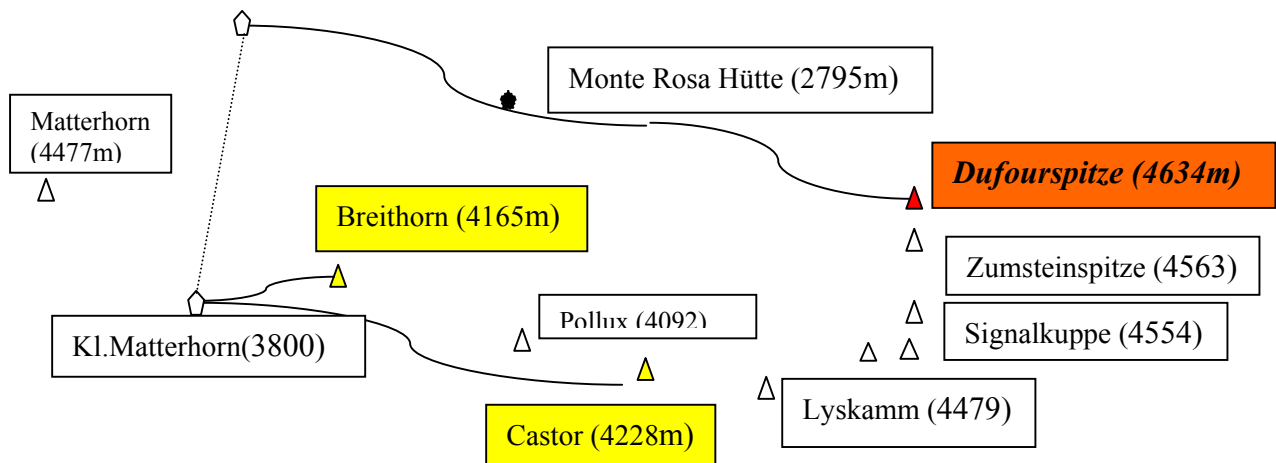 Monte Rosa Hütte (2795m)
Matterhorn
(4477m)
Dufourspitze (4634m)
Breithorn (4165m)
Zumsteinspitze (4563)
Pollux (4092)
Signalkuppe (4554)
Kl.Matterhorn(3800)
Lyskamm (4479)
Castor (4228m)